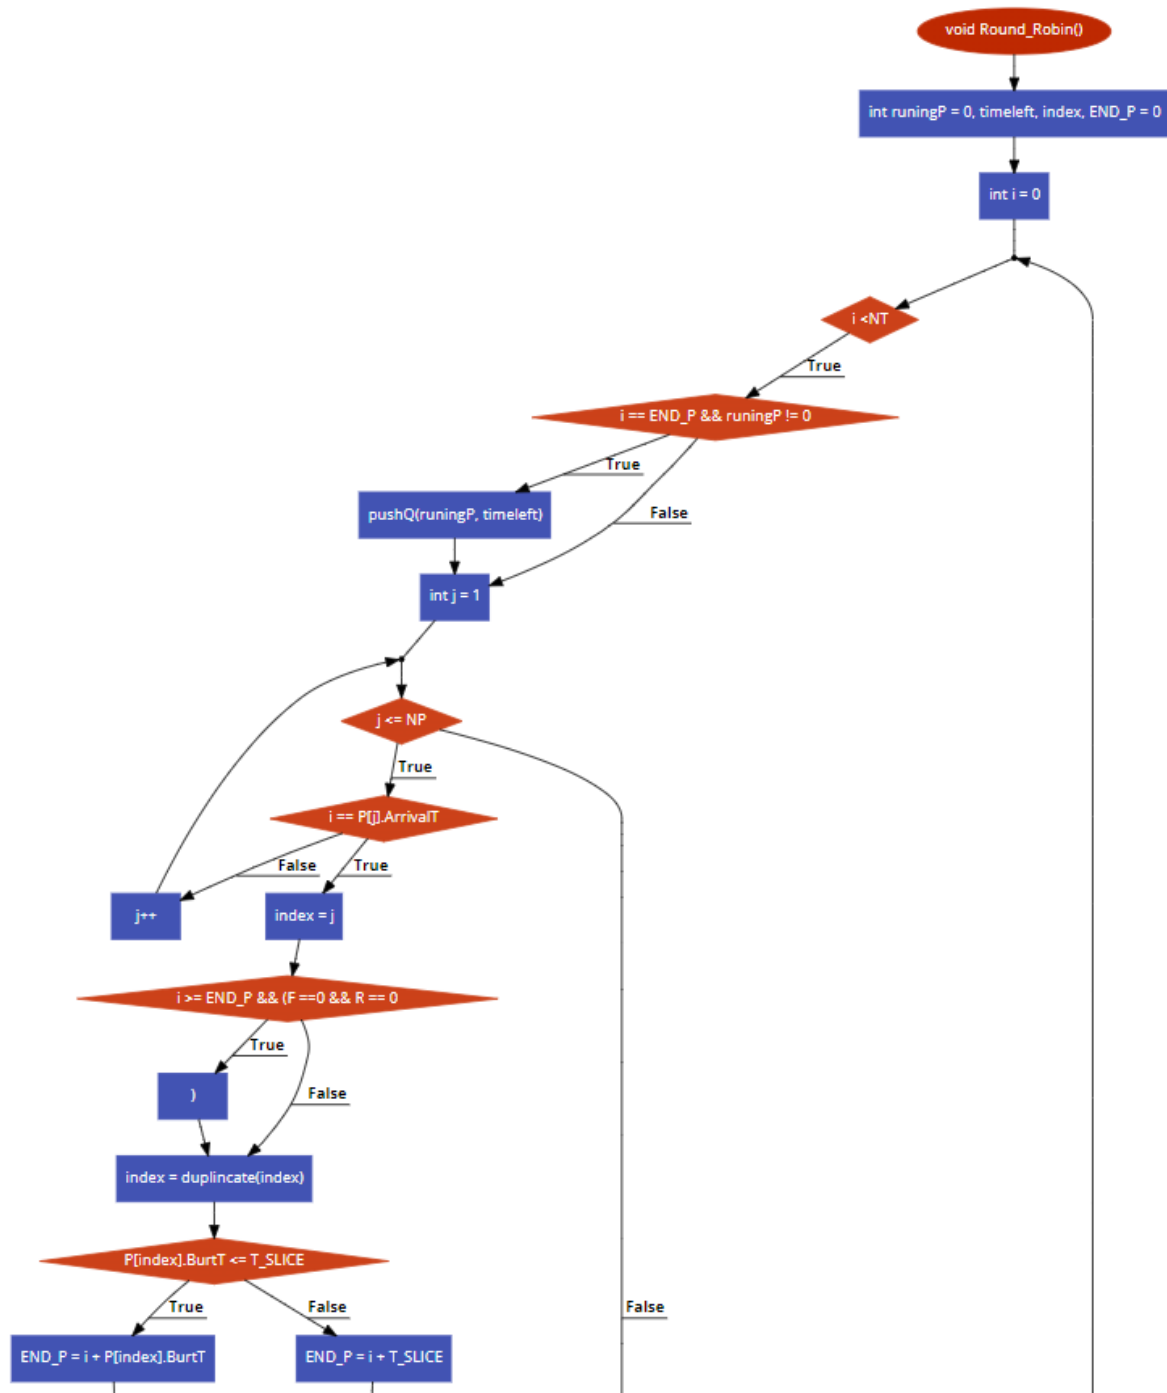 void Round_Robin()
int runingP = 0, timeleft, index, END_P = 0
int i = 0
i <NT
True
i == END_P && runingP != 0
True
False
pushQ(runingP, timeleft)
int j = 1
j <= NP
True
i == P[j].ArrivalT
False
True
j++
index = j
i >= END_P && (F ==0 && R == 0
True
False
)
index = duplincate(index)
P[index].BurtT <= T_SLICE
True
False
False
END_P = i + P[index].BurtT
END_P = i + T_SLICE